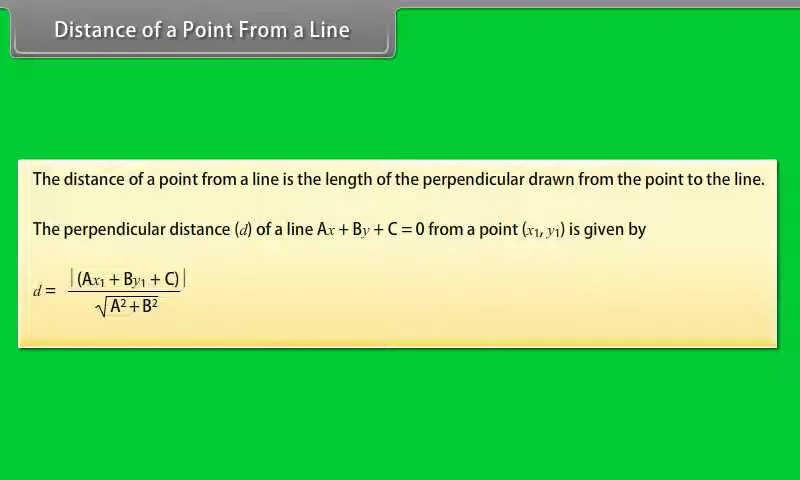 Distance of a Point From a Line
The distance of a point from a line is the length of the perpendicular drawn from the point to the line.
The perpendicular distance (d) of a line Ax + By + C = 0 from a point (x₁, y₁) is given by
d = |(Ax₁ + By₁ + C)| / √(A² + B²)